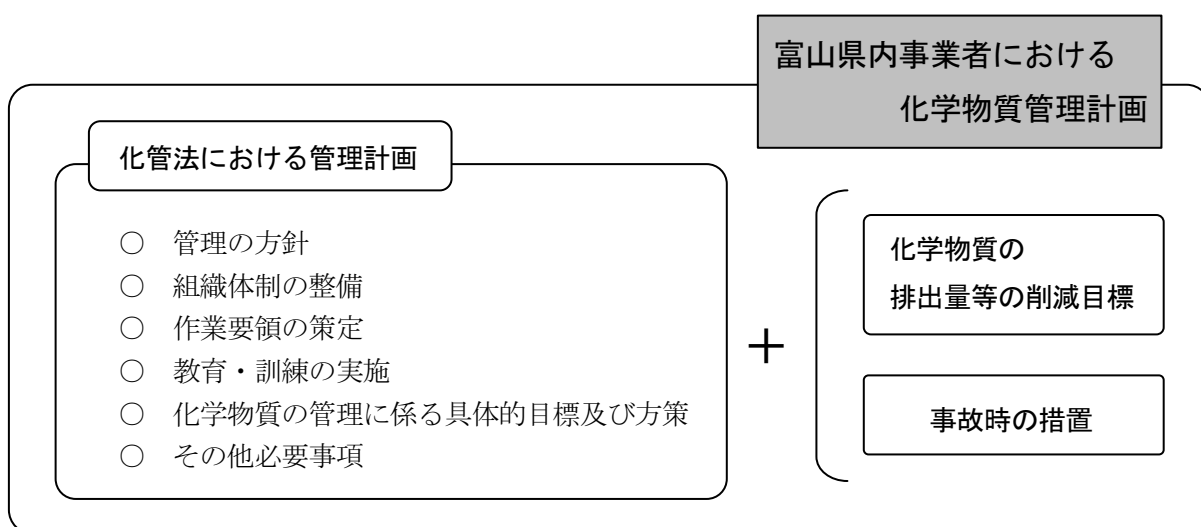 富山県内事業者における
化学物質管理計画
化管法における管理計画
○ 管理の方針
○ 組織体制の整備
○ 作業要領の策定
○ 教育・訓練の実施
○ 化学物質の管理に係る具体的目標及び方策
○ その他必要事項
+
化学物質の
排出量等の削減目標
事故時の措置